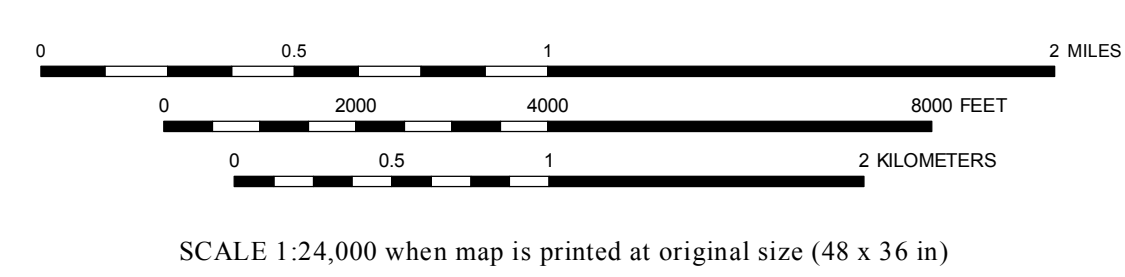 0 0.5 1 2 MILES
0 2000 4000 8000 FEET
0 0.5 1 2 KILOMETERS
SCALE 1:24,000 when map is printed at original size (48 x 36 in)